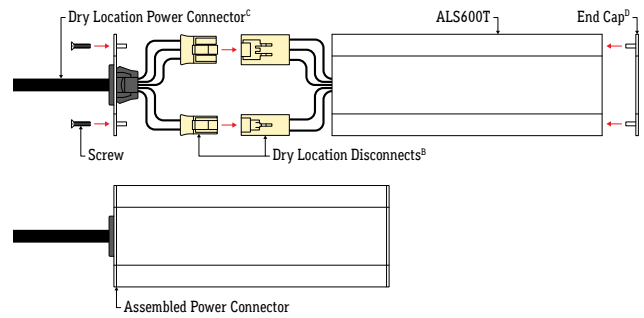 Dry Location Power Connectorᶜ
ALS600T
End Capᴰ
Screw
Dry Location Disconnectsᴮ
Assembled Power Connector